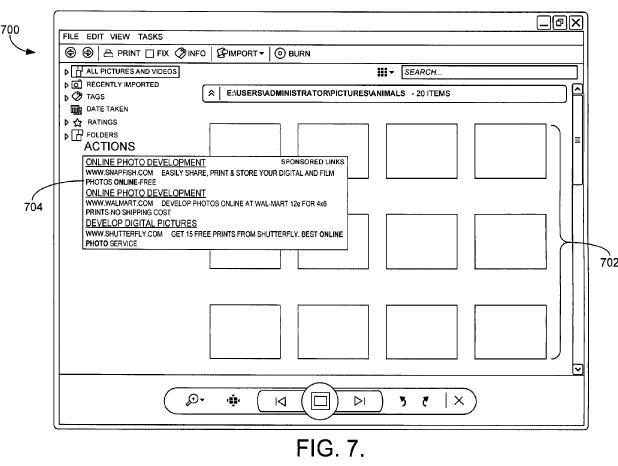 700
FILE EDIT VIEW TASKS
PRINT FIX INFO IMPORT BURN
ALL PICTURES AND VIDEOS
SEARCH...
RECENTLY IMPORTED
TAGS
E:\USERS\ADMINISTRATOR\PICTURES\ANIMALS - 20 ITEMS
DATE TAKEN
RATINGS
FOLDERS
ACTIONS
ONLINE PHOTO DEVELOPMENT SPONSORED LINKS
WWW.SNAPFISH.COM EASILY SHARE, PRINT & STORE YOUR DIGITAL AND FILM
PHOTOS ONLINE-FREE
ONLINE PHOTO DEVELOPMENT
WWW.WALMART.COM DEVELOP PHOTOS ONLINE AT WAL-MART 12¢ FOR 4x6
PRINTS-NO SHIPPING COST
DEVELOP DIGITAL PICTURES
WWW.SHUTTERFLY.COM GET 15 FREE PRINTS FROM SHUTTERFLY. BEST ONLINE
PHOTO SERVICE
704
702
FIG. 7.